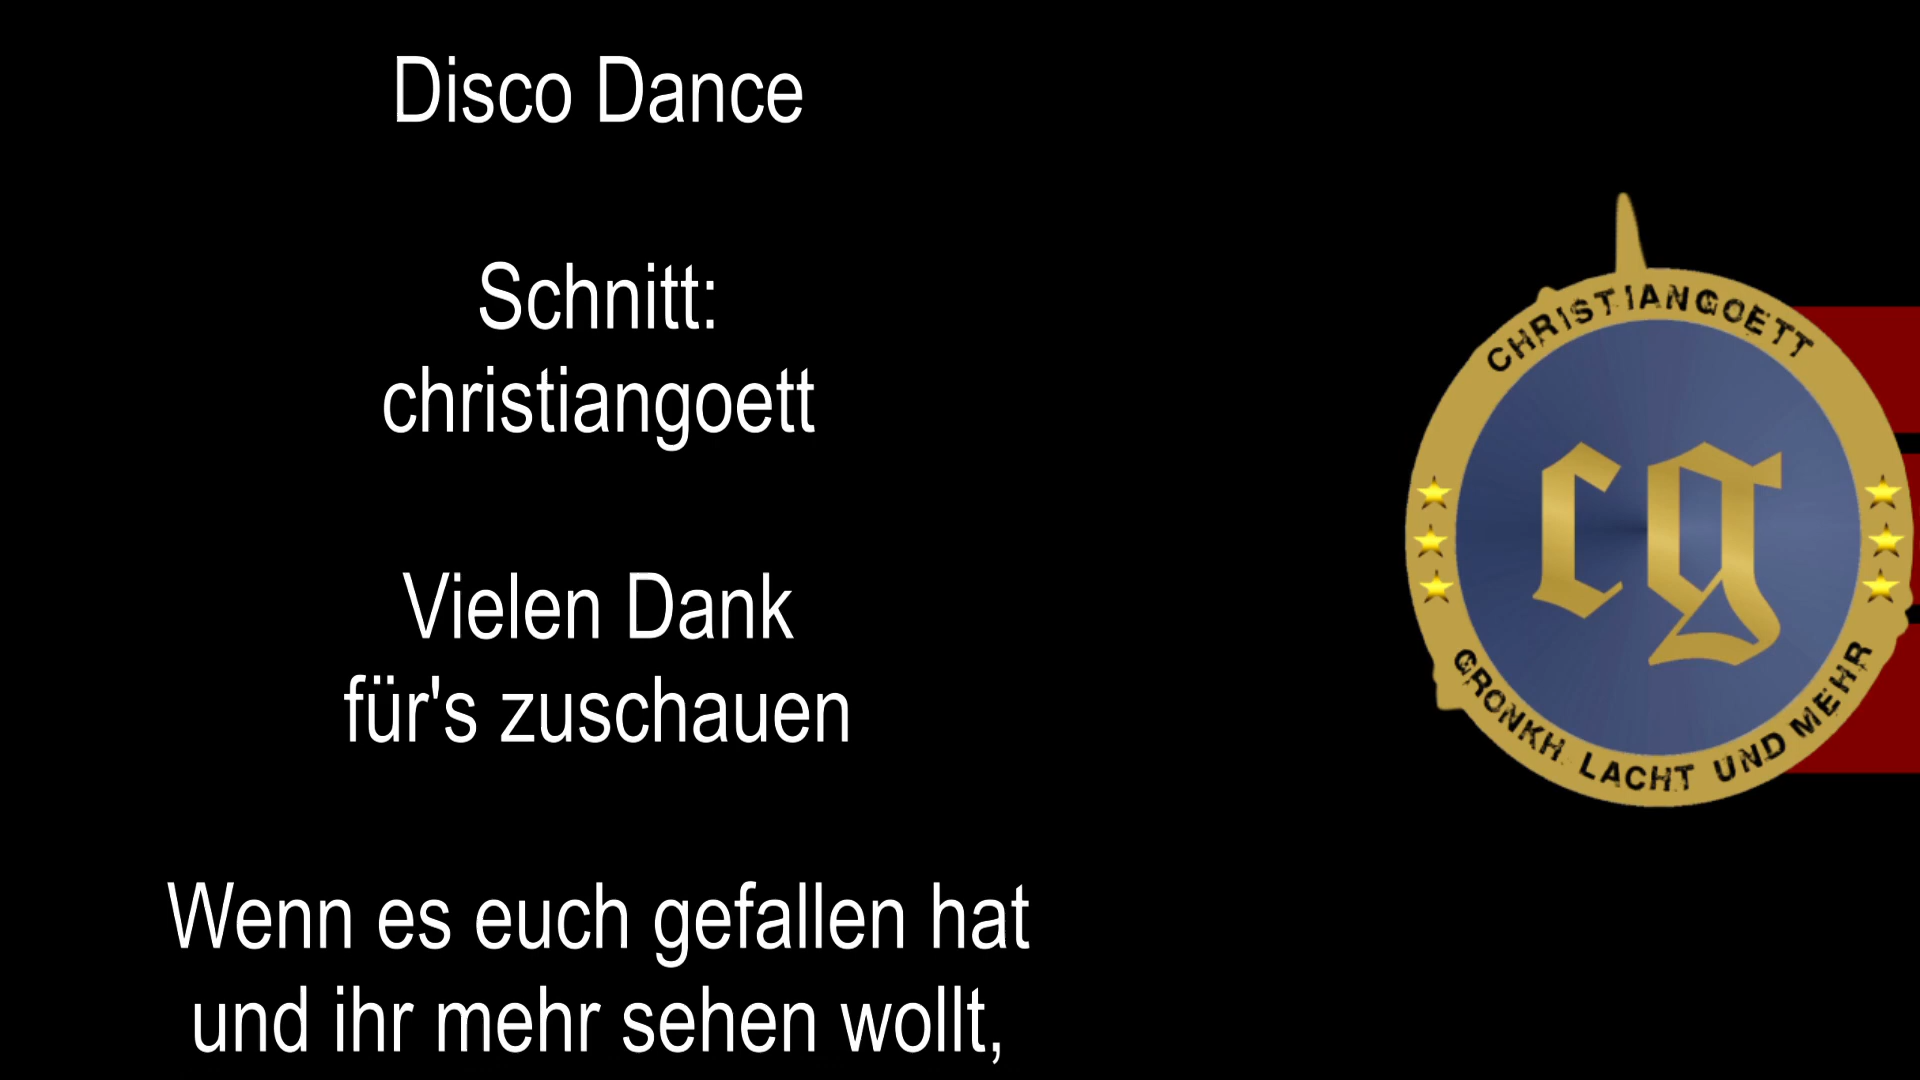 Disco Dance
Schnitt:
christiangoett
Vielen Dank
für's zuschauen
Wenn es euch gefallen hat
und ihr mehr sehen wollt,
CHRISTIANGOETT
cg
GRONKH LACHT UND MEHR